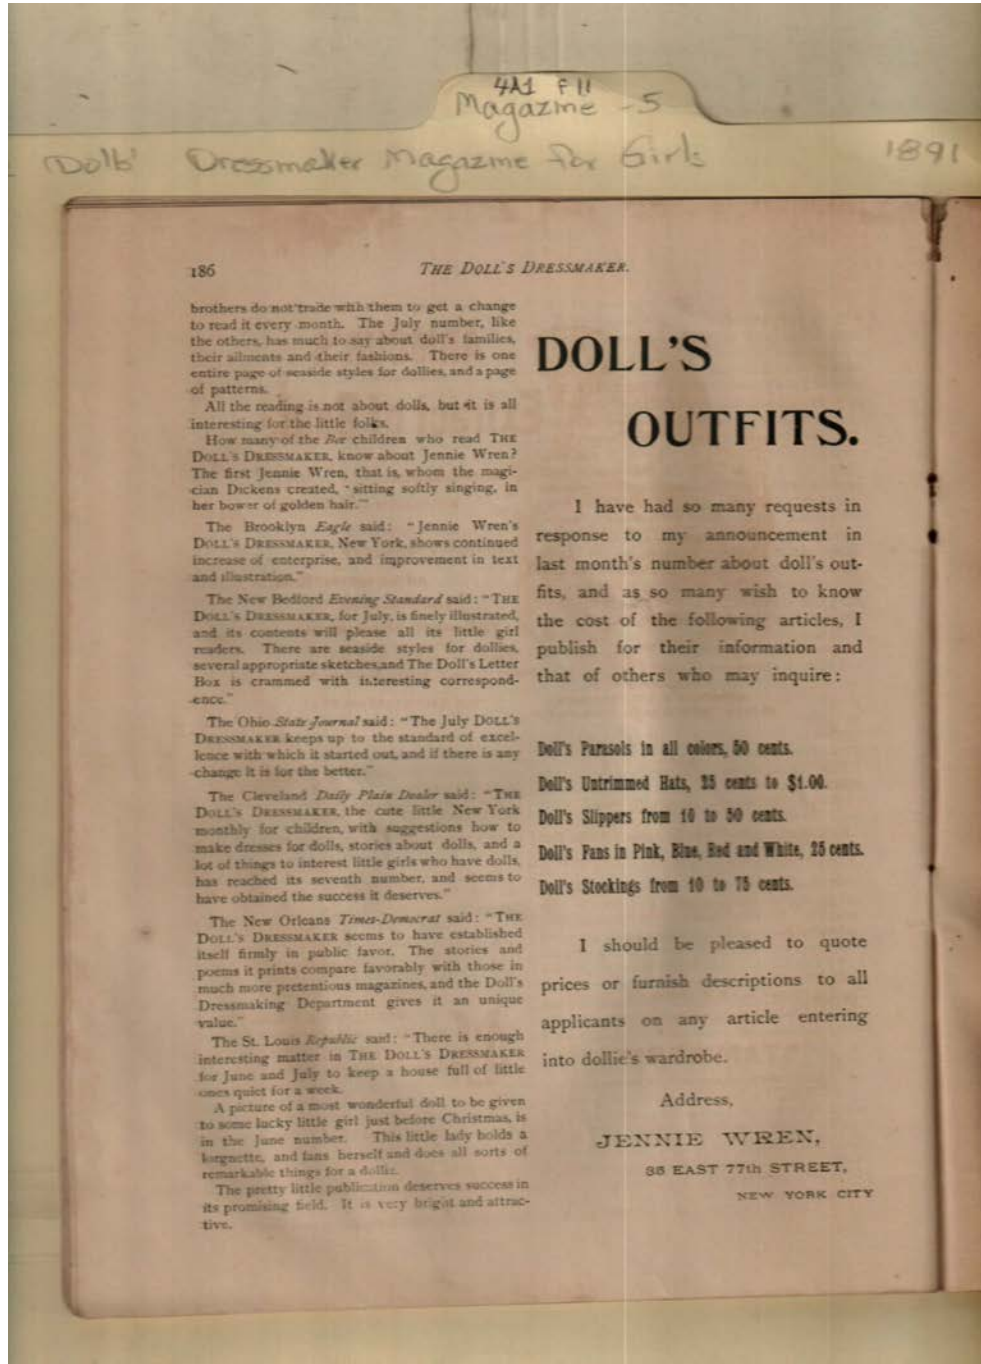 4A1 F11
Magazine - 5
Dolls' Dressmaker Magazine for Girls 1891
186
THE DOLL'S DRESSMAKER.
brothers do not trade with them to get a change
to read it every month. The July number, like
the others, has much to say about doll's families,
their ailments and their fashions. There is one
entire page of seaside styles for dollies, and a page
of patterns.
All the reading is not about dolls, but it is all
interesting for the little folks.
How many of the Bee children who read THE
DOLL'S DRESSMAKER, know about Jennie Wren?
The first Jennie Wren, that is, whom the magi-
cian Dickens created, "sitting softly singing, in
her bower of golden hair."
The Brooklyn Eagle said: "Jennie Wren's
DOLL'S DRESSMAKER, New York, shows continued
increase of enterprise, and improvement in text
and illustration."
The New Bedford Evening Standard said: "THE
DOLL'S DRESSMAKER, for July, is finely illustrated,
and its contents will please all its little girl
readers. There are seaside styles for dollies,
several appropriate sketches, and The Doll's Letter
Box is crammed with interesting correspond-
ence."
The Ohio State Journal said: "The July DOLL'S
DRESSMAKER keeps up to the standard of excel-
lence with which it started out, and if there is any
change it is for the better."
The Cleveland Daily Plain Dealer said: "THE
DOLL'S DRESSMAKER, the cute little New York
monthly for children, with suggestions how to
make dresses for dolls, stories about dolls, and a
lot of things to interest little girls who have dolls,
has reached its seventh number, and seems to
have obtained the success it deserves."
The New Orleans Times-Democrat said: "THE
DOLL'S DRESSMAKER seems to have established
itself firmly in public favor. The stories and
poems it prints compare favorably with those in
much more pretentious magazines, and the Doll's
Dressmaking Department gives it an unique
value."
The St. Louis Republic said: "There is enough
interesting matter in THE DOLL'S DRESSMAKER
for June and July to keep a house full of little
ones quiet for a week.
A picture of a most wonderful doll to be given
to some lucky little girl just before Christmas, is
in the June number. This little lady holds a
lorgnette, and fans herself and does all sorts of
remarkable things for a dollie.
The pretty little publication deserves success in
its promising field. It is very bright and attrac-
tive.
DOLL'S
OUTFITS.
I have had so many requests in
response to my announcement in
last month's number about doll's out-
fits, and as so many wish to know
the cost of the following articles, I
publish for their information and
that of others who may inquire:
Doll's Parasols in all colors, 50 cents.
Doll's Untrimmed Hats, 25 cents to $1.00.
Doll's Slippers from 10 to 50 cents.
Doll's Fans in Pink, Blue, Red and White, 25 cents.
Doll's Stockings from 10 to 75 cents.
I should be pleased to quote
prices or furnish descriptions to all
applicants on any article entering
into dollie's wardrobe.
Address,
JENNIE WREN,
35 EAST 77th STREET,
NEW YORK CITY